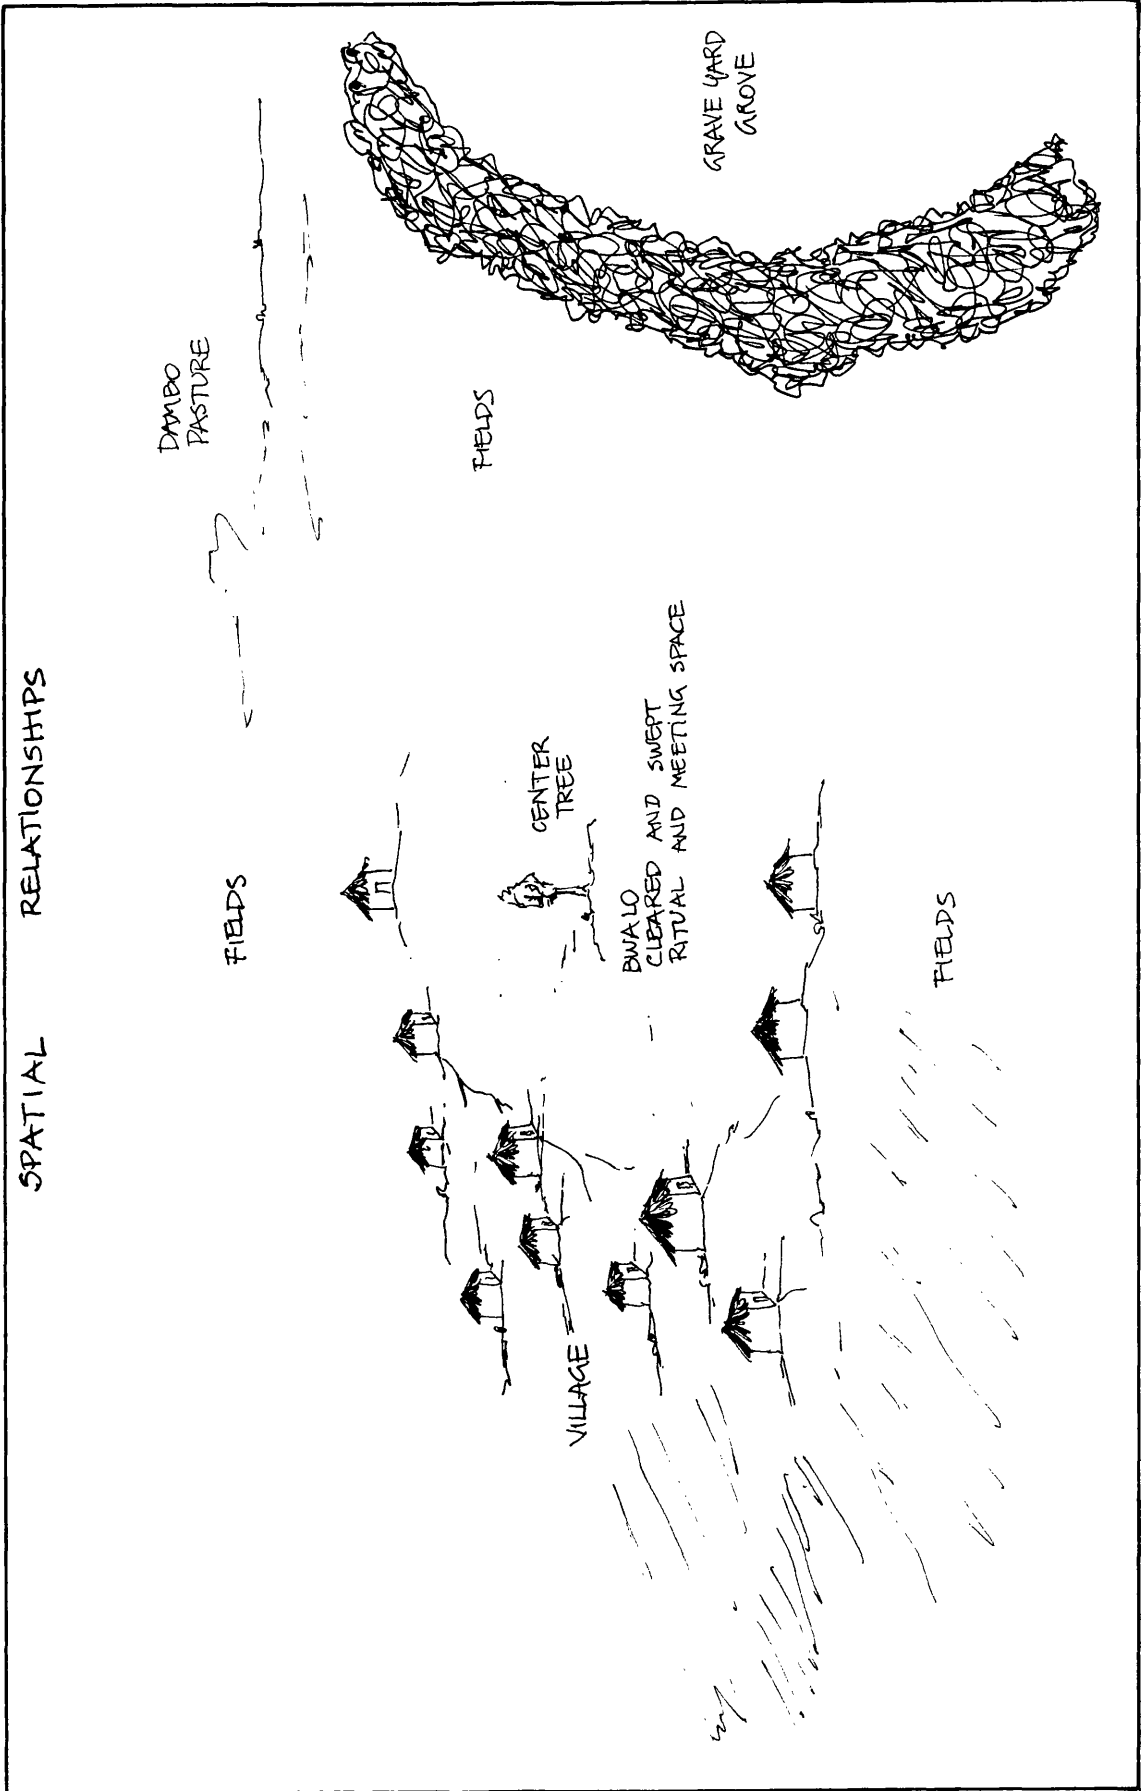 SPATIAL RELATIONSHIPS
DAMBO
PASTURE
FIELDS
FIELDS
GRAVE YARD
GROVE
CENTER
TREE
VILLAGE
BWALO
CLEARED AND SWEPT
RITUAL AND MEETING SPACE
FIELDS